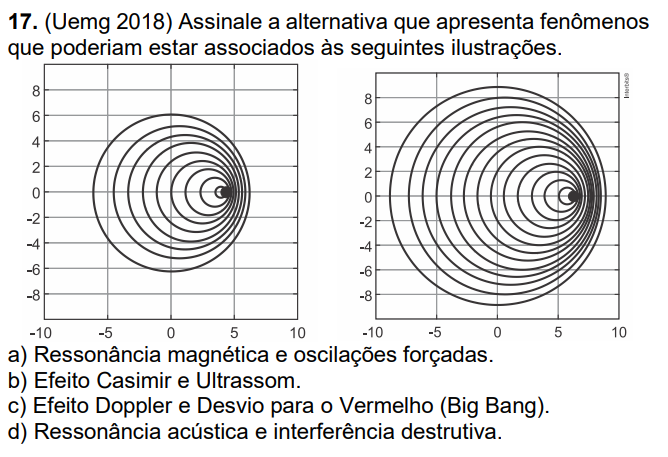 17. (Uemg 2018) Assinale a alternativa que apresenta fenômenos
que poderiam estar associados às seguintes ilustrações.
8
6
4
2
0
-2
-4
-6
-8
-10 -5 0 5 10
Interbits®
8
6
4
2
0
-2
-4
-6
-8
-10 -5 0 5 10
a) Ressonância magnética e oscilações forçadas.
b) Efeito Casimir e Ultrassom.
c) Efeito Doppler e Desvio para o Vermelho (Big Bang).
d) Ressonância acústica e interferência destrutiva.